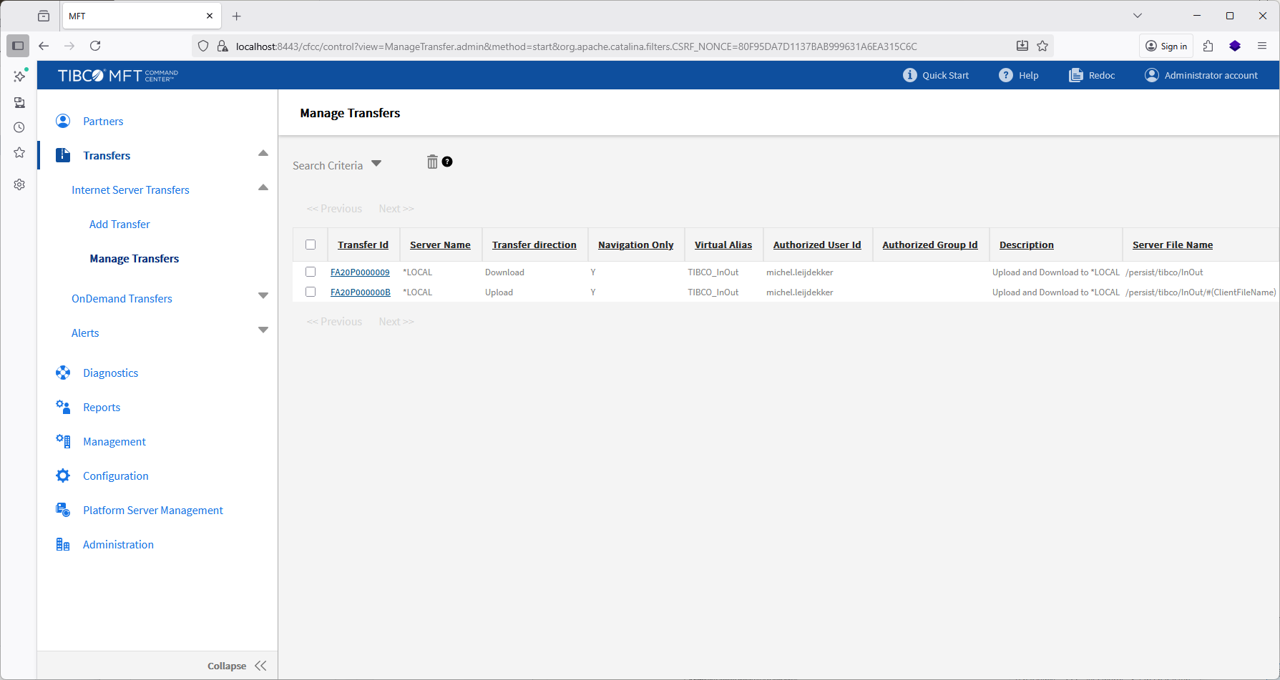 MFT
localhost:8443/cfcc/control?view=ManageTransfer.admin&method=start&org.apache.catalina.filters.CSRF_NONCE=80F95DA7D1137BAB999631A6EA315C6C
Sign in
TIBCO MFT COMMAND CENTER™
Quick Start
Help
Redoc
Administrator account
Partners
Transfers
Internet Server Transfers
Add Transfer
Manage Transfers
OnDemand Transfers
Alerts
Diagnostics
Reports
Management
Configuration
Platform Server Management
Administration
Collapse
Manage Transfers
Search Criteria
?
<< Previous Next >>
Transfer Id Server Name Transfer direction Navigation Only Virtual Alias Authorized User Id Authorized Group Id Description Server File Name
FA20P0000009 *LOCAL Download Y TIBCO_InOut michel.leijdekker Upload and Download to *LOCAL /persist/tibco/InOut
FA20P000000B *LOCAL Upload Y TIBCO_InOut michel.leijdekker Upload and Download to *LOCAL /persist/tibco/InOut/#(ClientFileName)
<< Previous Next >>